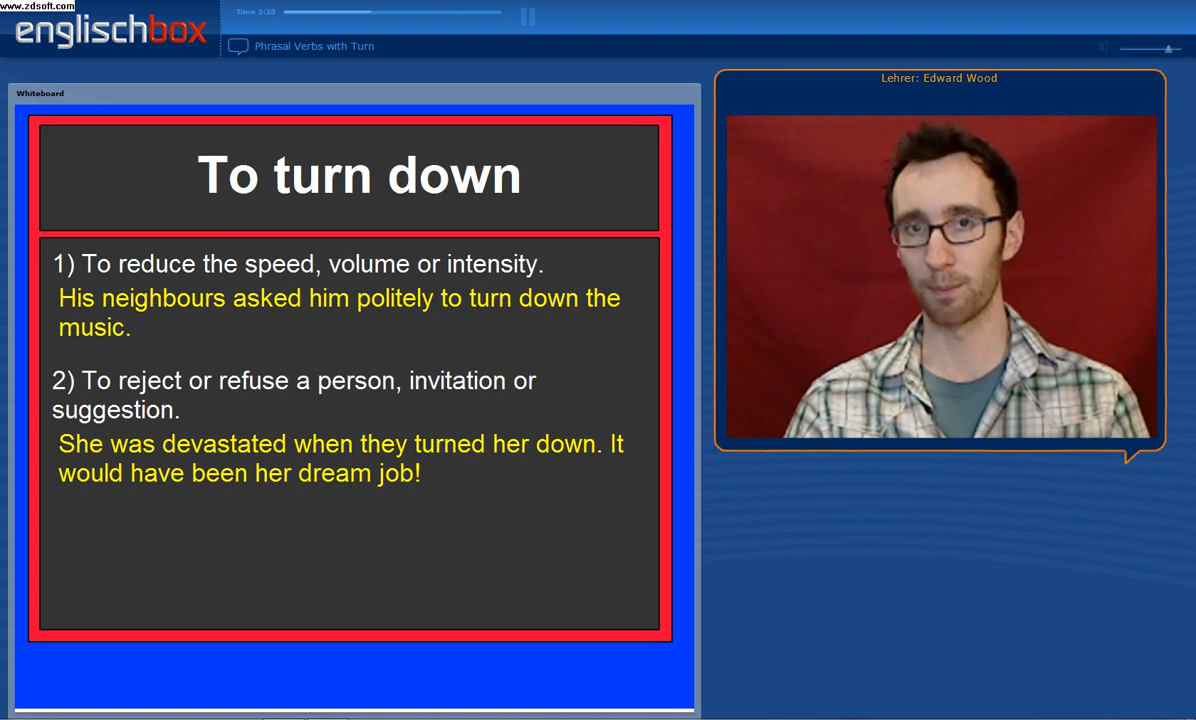 www.zdsoft.com
englischbox
Time 2:28
Phrasal Verbs with Turn
Whiteboard
To turn down
1) To reduce the speed, volume or intensity.
His neighbours asked him politely to turn down the
music.
2) To reject or refuse a person, invitation or
suggestion.
She was devastated when they turned her down. It
would have been her dream job!
Lehrer: Edward Wood